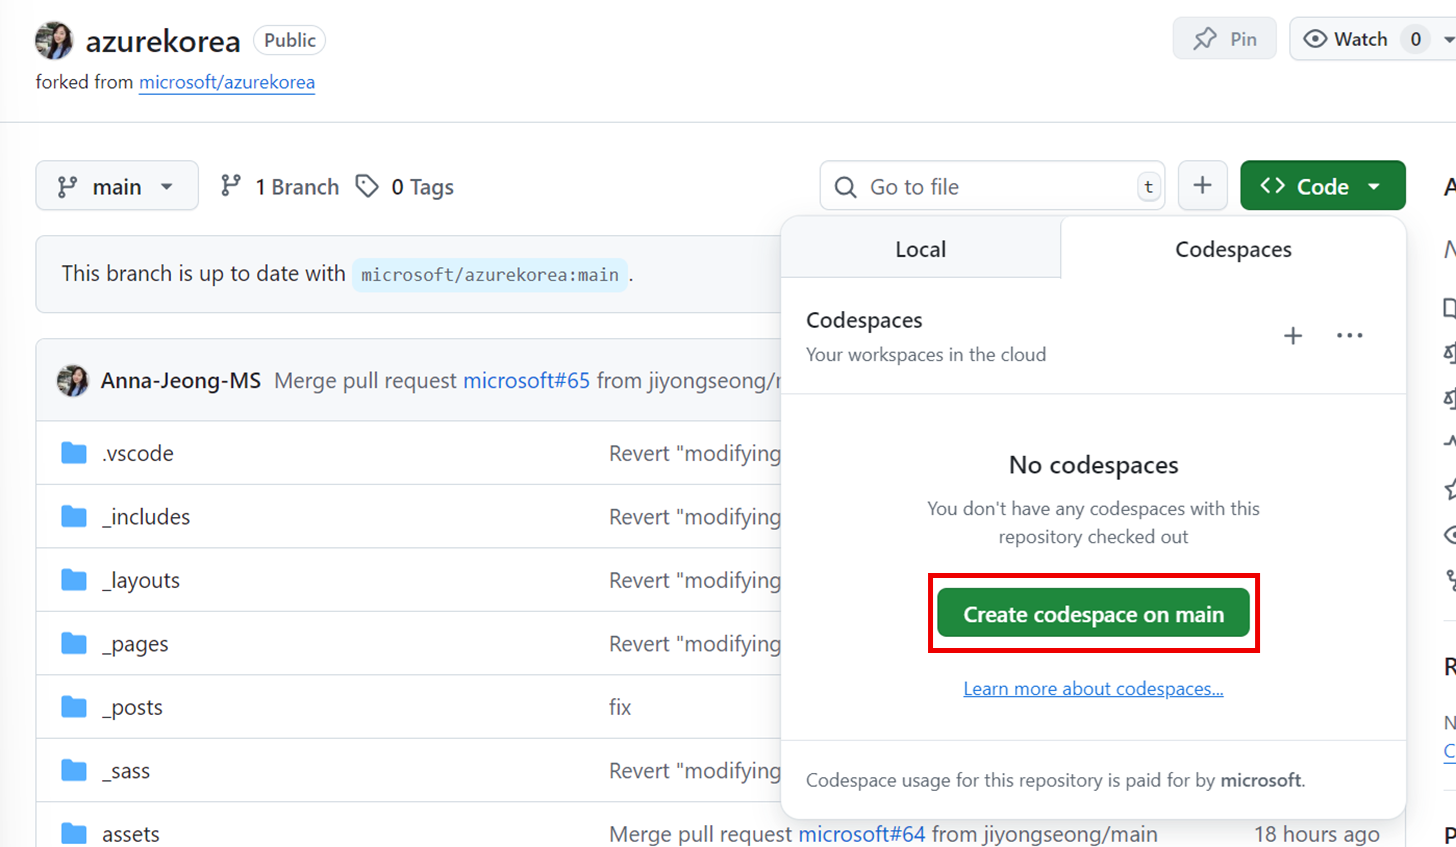 azurekorea Public Pin Watch 0
forked from microsoft/azurekorea
main 1 Branch 0 Tags Go to file t Code
Local Codespaces
This branch is up to date with microsoft/azurekorea:main.
Codespaces
Your workspaces in the cloud
Anna-Jeong-MS Merge pull request microsoft#65 from jiyongseong/
.vscode Revert "modifying
No codespaces
You don't have any codespaces with this
repository checked out
_includes Revert "modifying
_layouts Revert "modifying
Create codespace on main
_pages Revert "modifying
Learn more about codespaces...
_posts fix
_sass Revert "modifying
Codespace usage for this repository is paid for by microsoft.
assets Merge pull request microsoft#64 from jiyongseong/main 18 hours ago